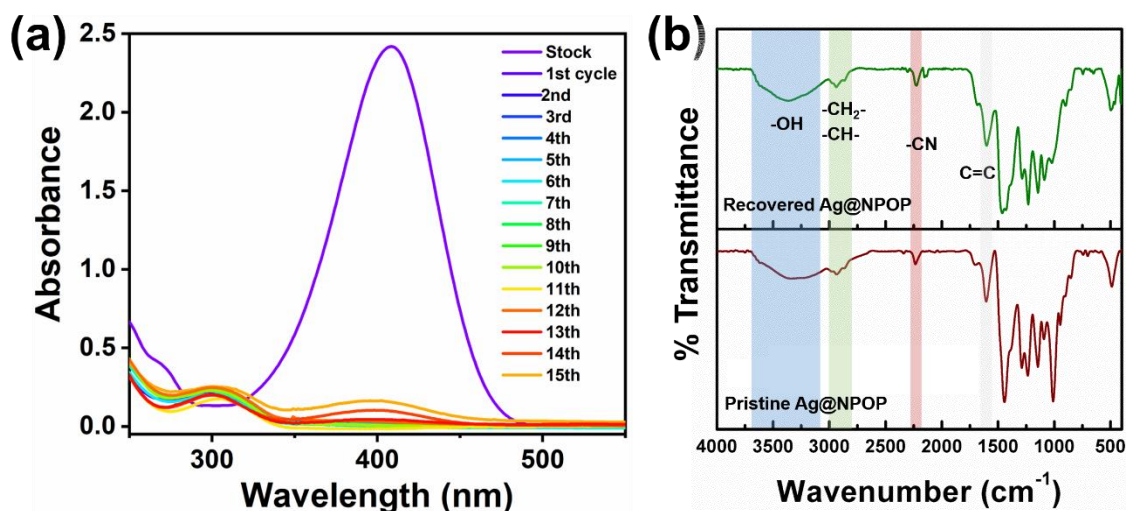 (a)
2.5
2.0
1.5
1.0
0.5
0.0
Absorbance
300
400
500
Wavelength (nm)
Stock
1st cycle
2nd
3rd
4th
5th
6th
7th
8th
9th
10th
11th
12th
13th
14th
15th
(b)
-OH
-CH₂-
-CH-
-CN
C=C
Recovered Ag@NPOP
Pristine Ag@NPOP
% Transmittance
4000
3500
3000
2500
2000
1500
1000
500
Wavenumber (cm⁻¹)